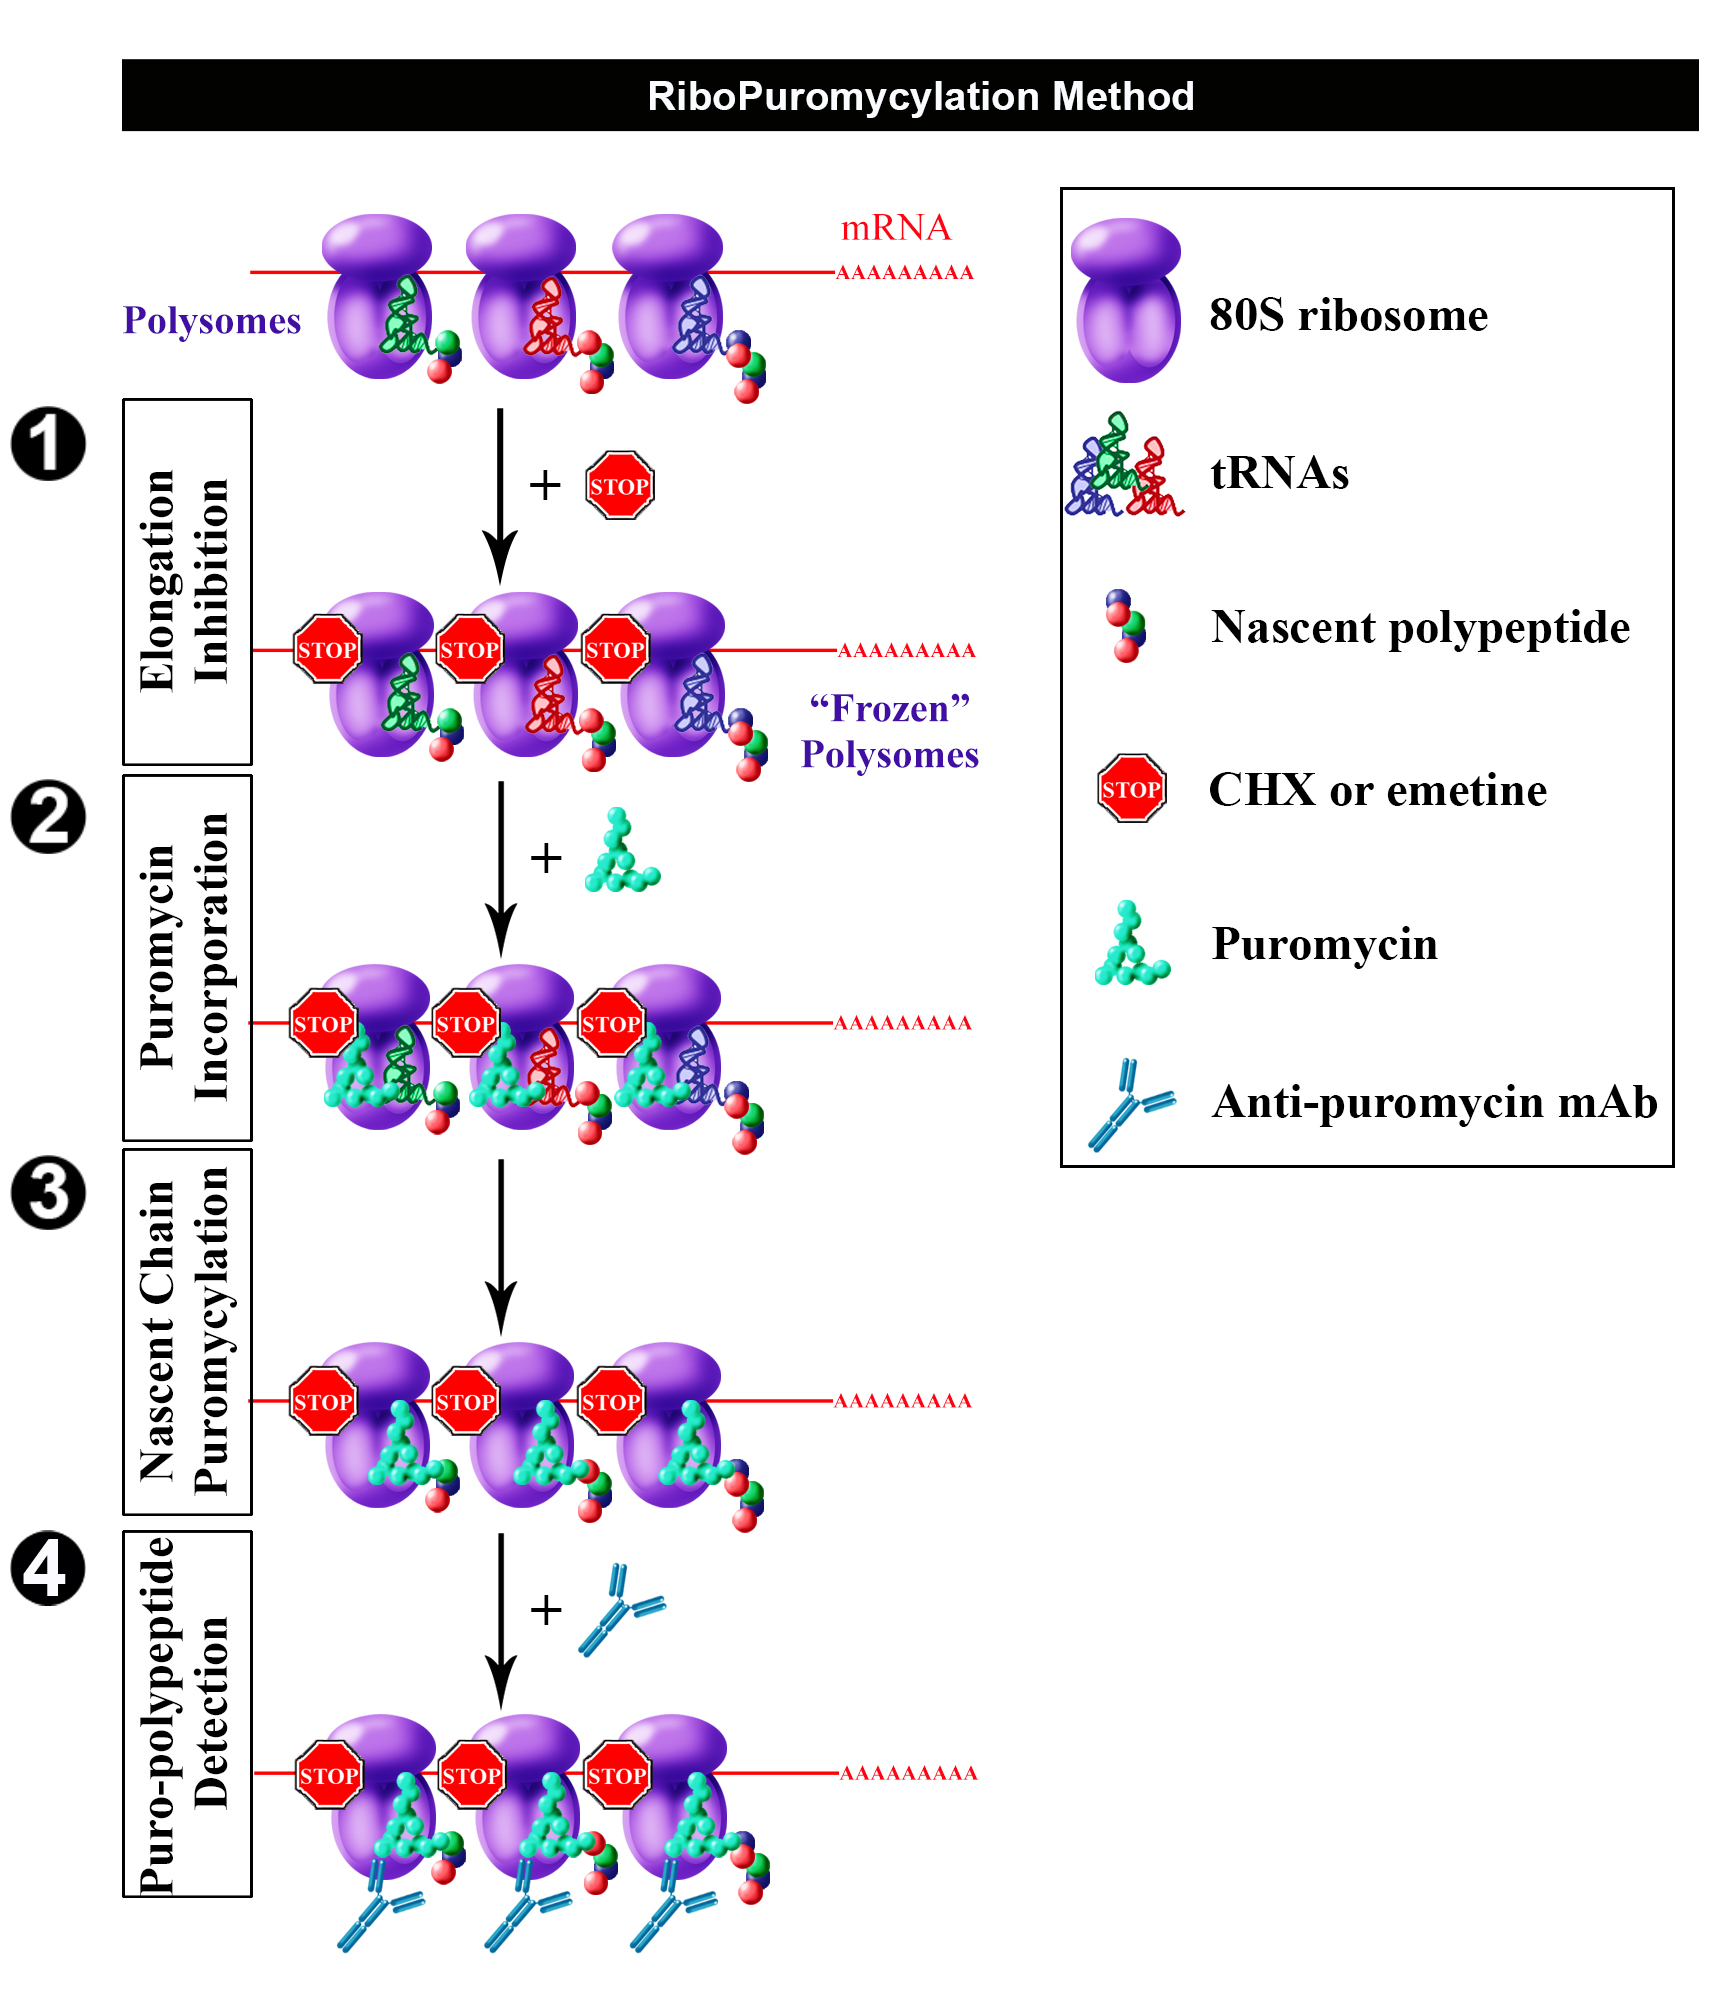 RiboPuromycylation Method
mRNA
AAAAAAAAA
Polysomes
1
Elongation
Inhibition
+
STOP
STOP
STOP
STOP
AAAAAAAAA
“Frozen”
Polysomes
2
Puromycin
Incorporation
+
STOP
STOP
STOP
AAAAAAAAA
3
Nascent Chain
Puromycylation
STOP
STOP
STOP
AAAAAAAAA
4
Puro-polypeptide
Detection
+
STOP
STOP
STOP
AAAAAAAAA
80S ribosome
tRNAs
Nascent polypeptide
STOP
CHX or emetine
Puromycin
Anti-puromycin mAb